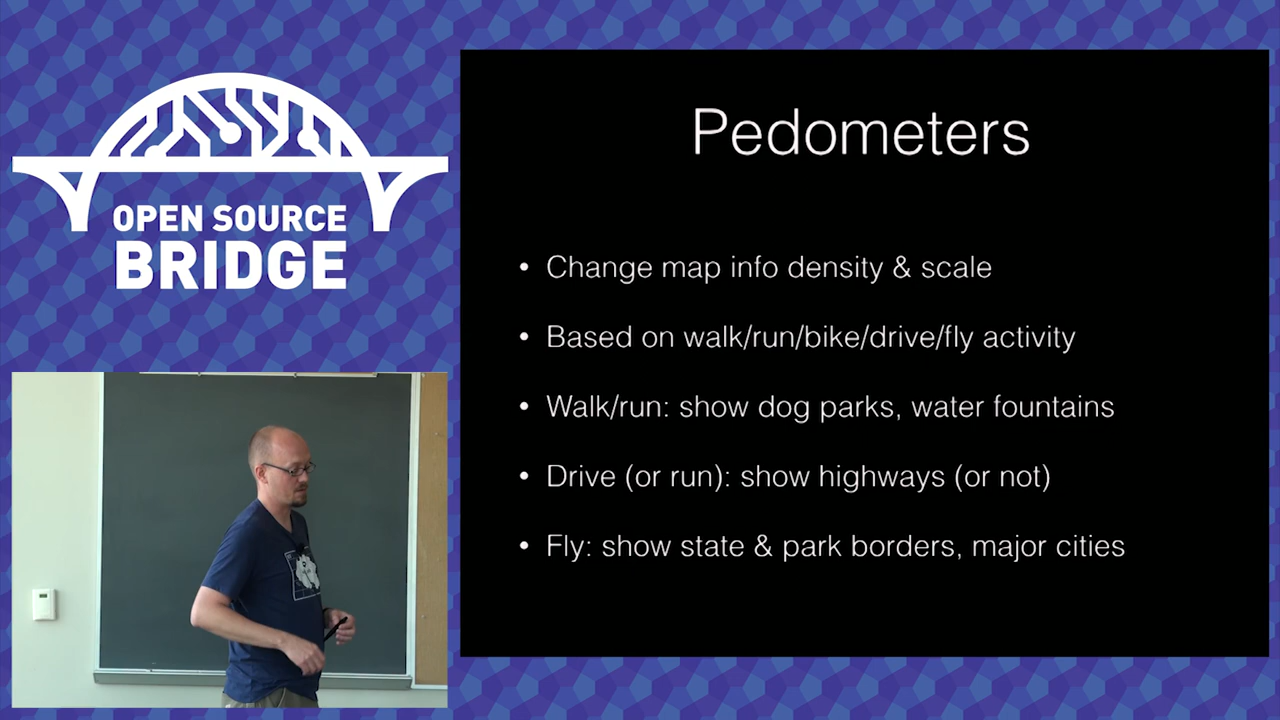 OPEN SOURCE
BRIDGE
Pedometers
• Change map info density & scale
• Based on walk/run/bike/drive/fly activity
• Walk/run: show dog parks, water fountains
• Drive (or run): show highways (or not)
• Fly: show state & park borders, major cities